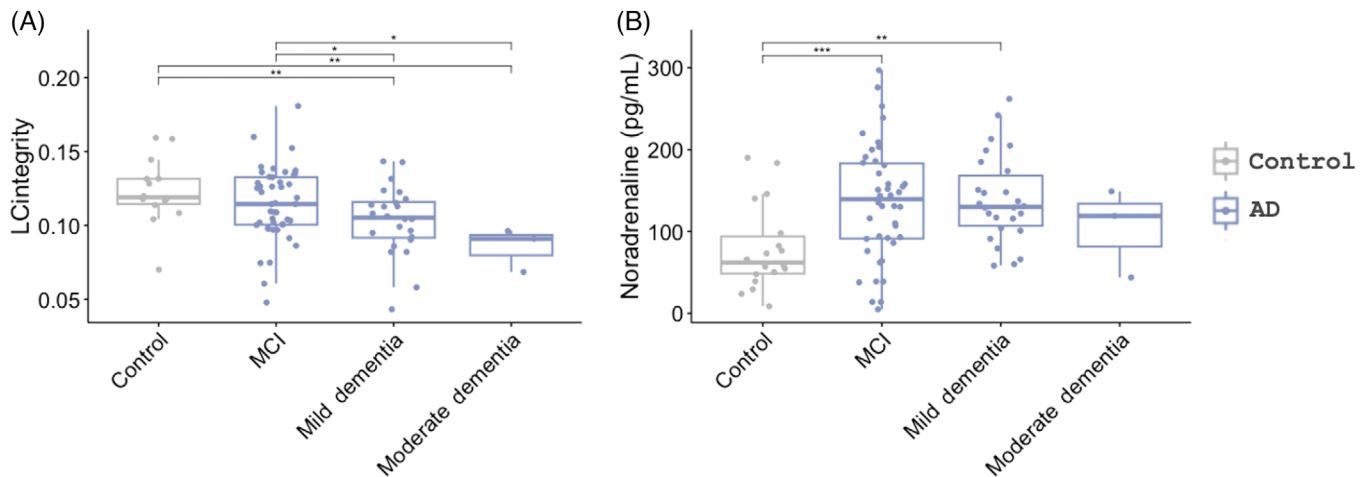 (A)
LCintegrity
0.20
0.15
0.10
0.05
*
*
**
**
Control
MCI
Mild dementia
Moderate dementia
(B)
Noradrenaline (pg/mL)
300
200
100
0
**
***
Control
MCI
Mild dementia
Moderate dementia
Control
AD